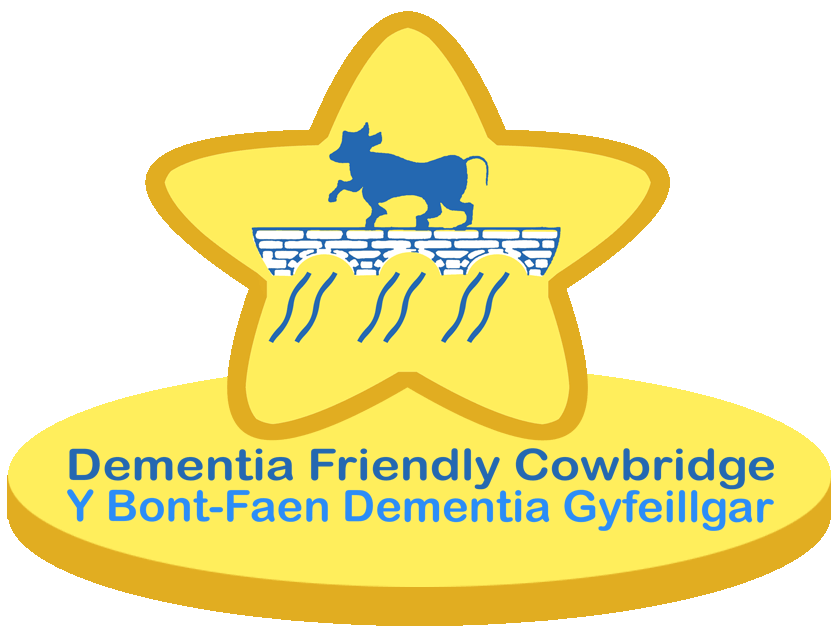 Dementia Friendly Cowbridge
Y Bont-Faen Dementia Gyfeillgar